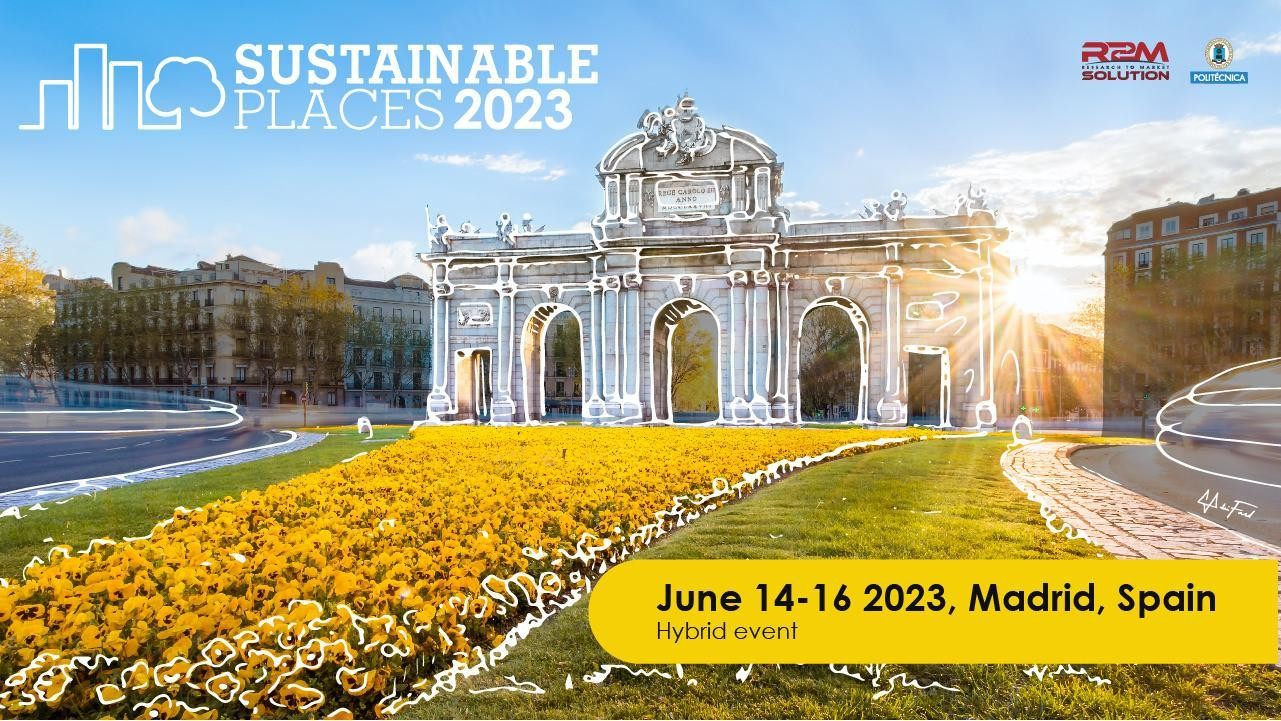 SUSTAINABLE
PLACES 2023
R2M
RESEARCH TO MARKET
SOLUTION
POLITÉCNICA
REGE CAROLO III
ANNO
MDCCLXXVIII
June 14-16 2023, Madrid, Spain
Hybrid event